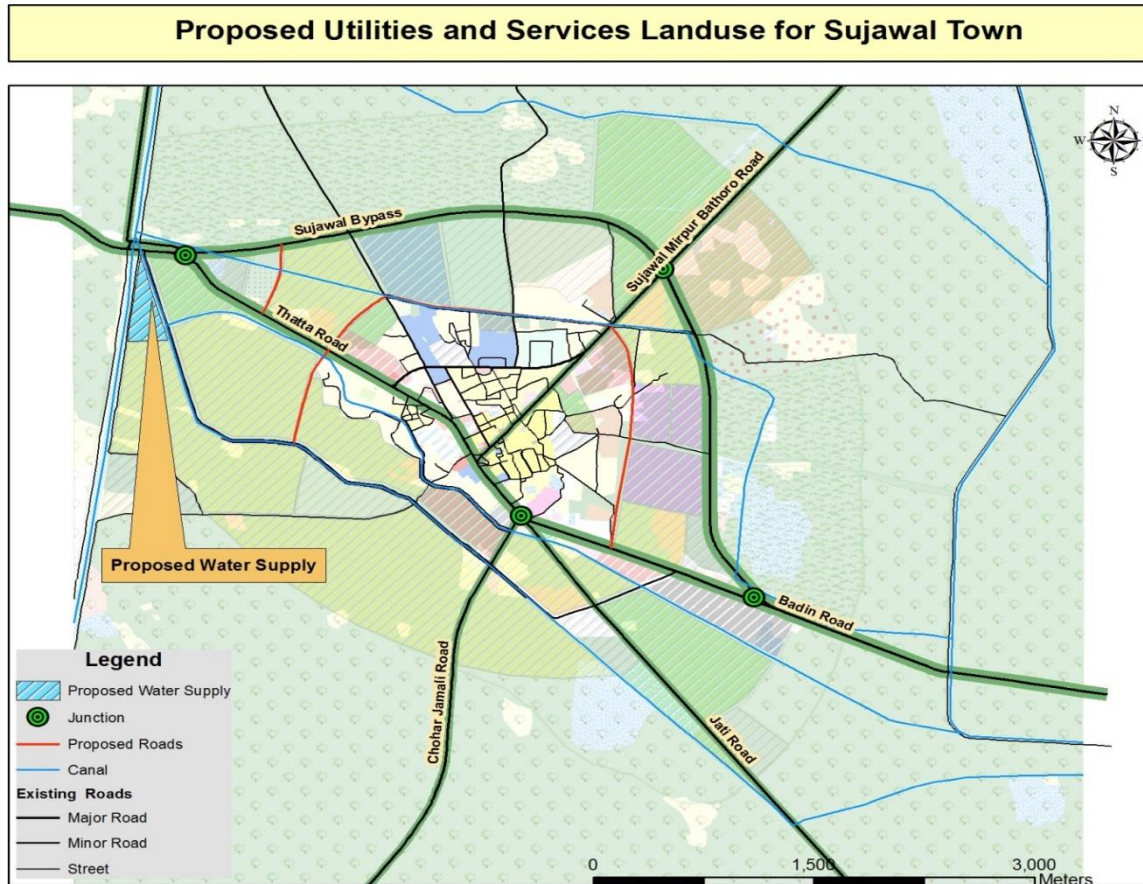 Proposed Utilities and Services Landuse for Sujawal Town
N
W
S
Sujawal Bypass
Sujawal Mirpur Bathoro Road
Thatta Road
Proposed Water Supply
Badin Road
Chohar Jamali Road
Jati Road
Legend
Proposed Water Supply
Junction
Proposed Roads
Canal
Existing Roads
Major Road
Minor Road
Street
0 1,500 3,000
Meters